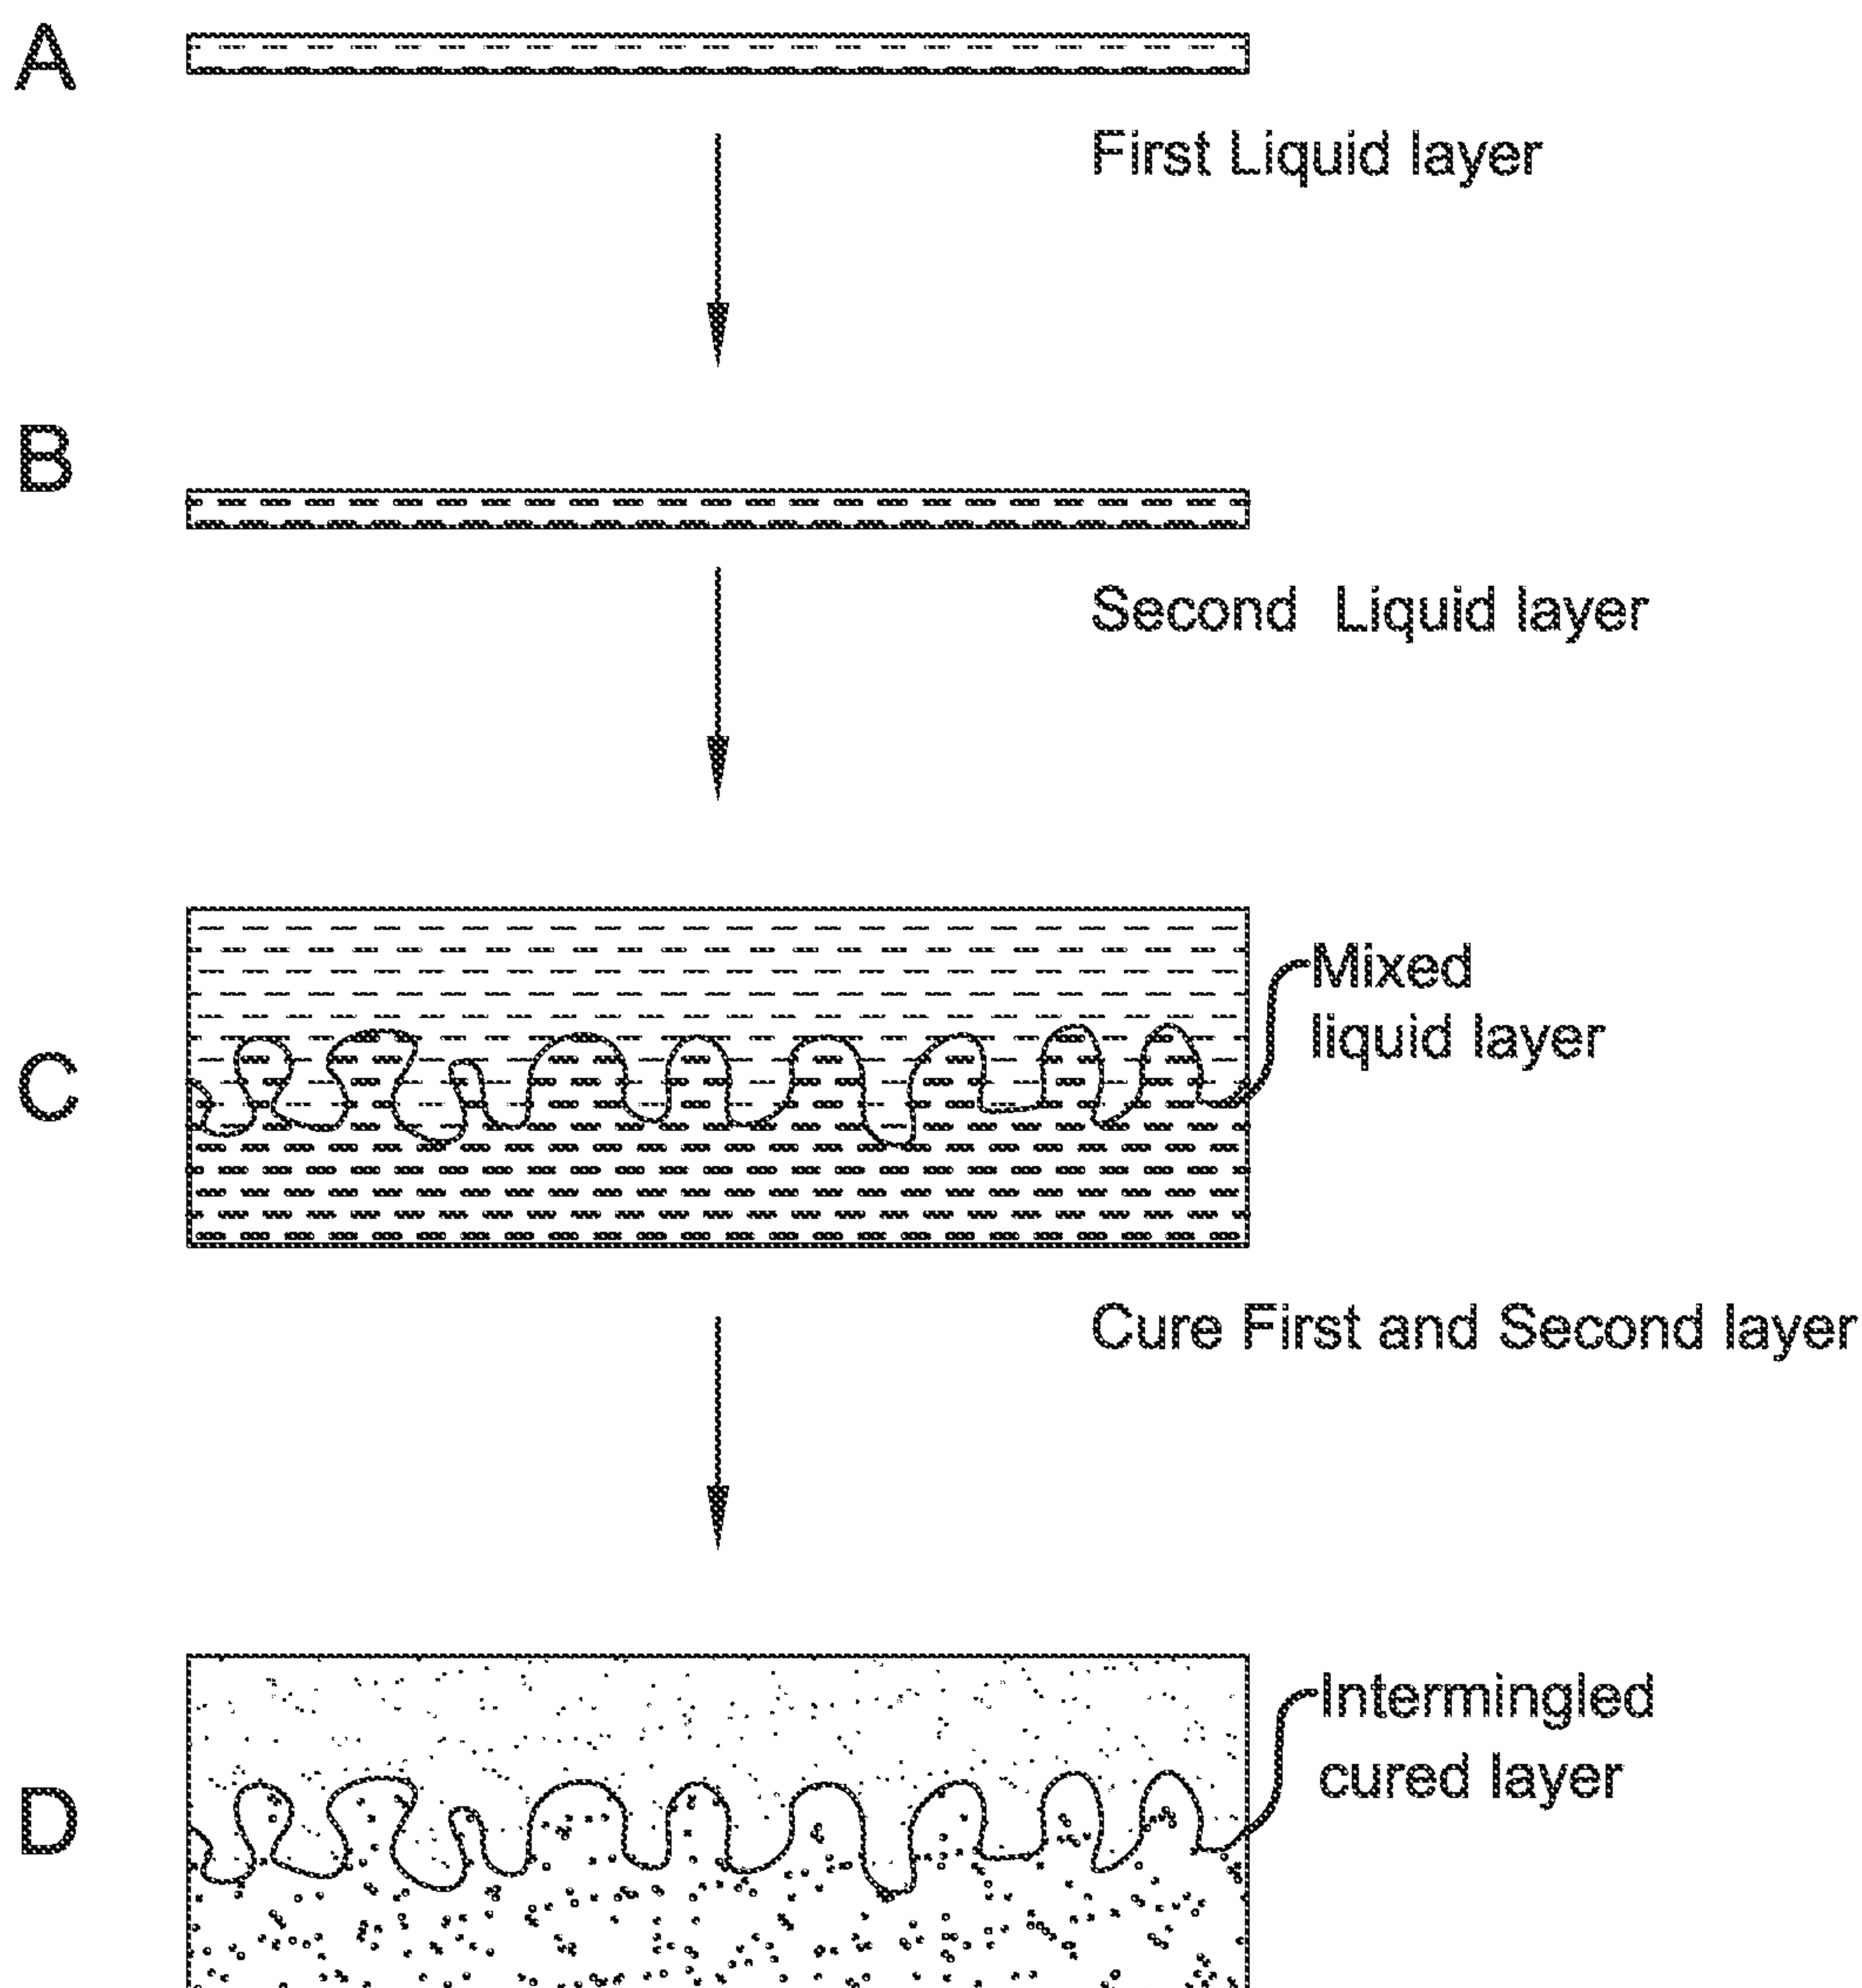 A
First Liquid layer
B
Second Liquid layer
Mixed
liquid layer
C
Cure First and Second layer
Intermingled
cured layer
D